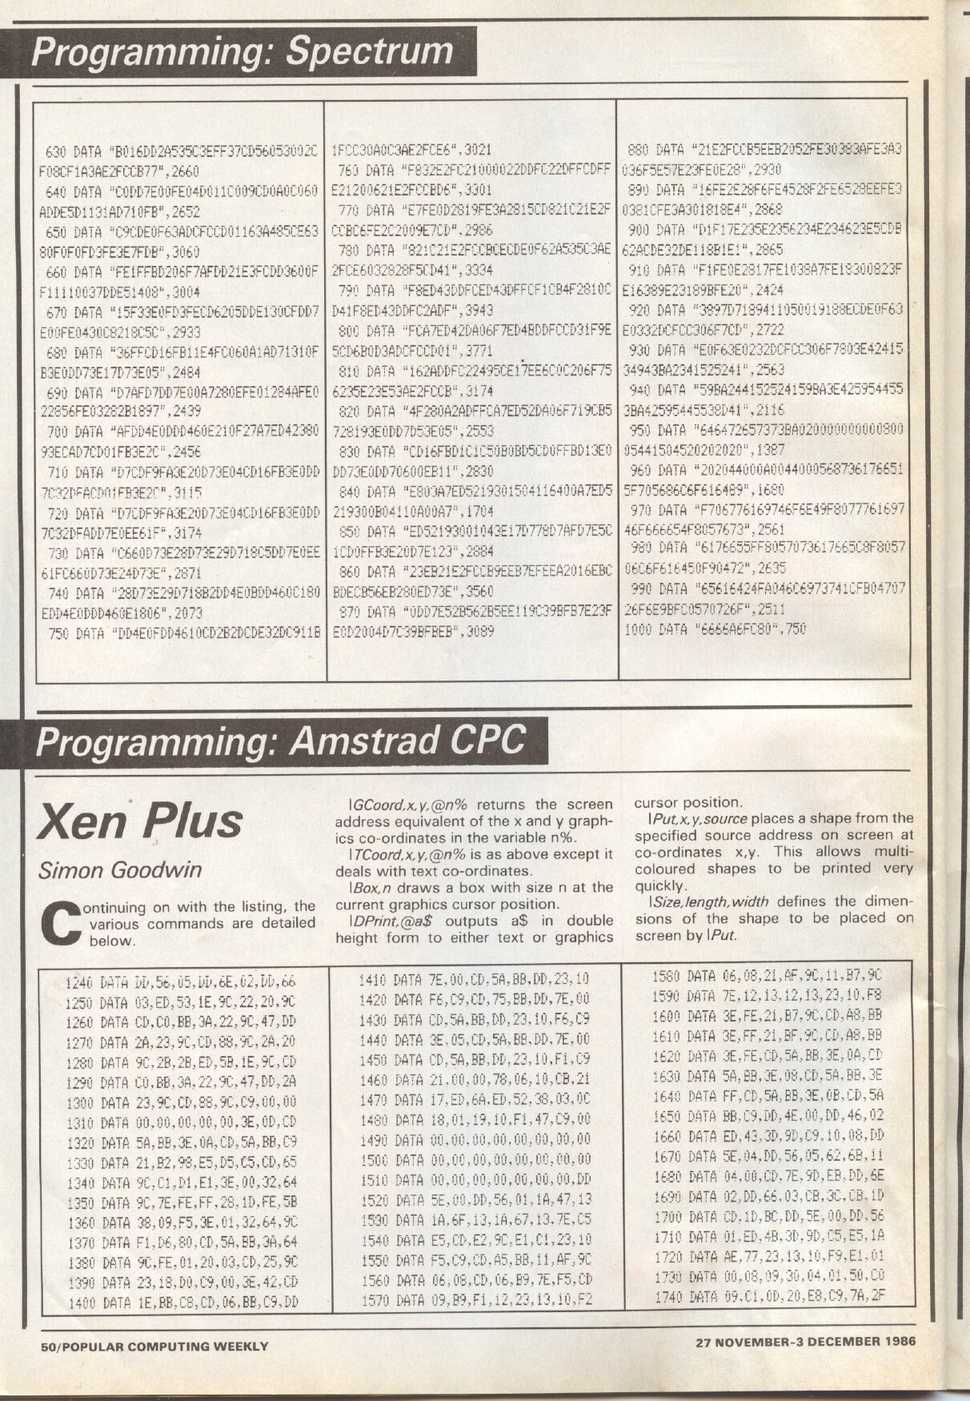 Programming: Spectrum
630 DATA "B016DD2A535C3EFF37CD56053002C
F08CF1A3AE2FCCB77",2660
640 DATA "C0DD7E00FE04D011C009CD0A0C060
ADDE5D1131AD710FB",2652
650 DATA "C9CDE0F63ADCFCCD01163A485CE63
80F0F0FD3FE3E7FDB",3060
660 DATA "FE1FFBD206F7AFDD21E3FCDD3600F
F11110037DDE51408",3004
670 DATA "15F33E0FD3FECD6205DDE130CFDD7
E00FE0430C8218C5C",2933
680 DATA "36FFCD16FB11E4FC060A1AD71310F
B3E0DD73E17D73E05",2484
690 DATA "D7AFD7DD7E00A7280EFE01284AFE0
22856FE03282B1897",2439
700 DATA "AFDD4E0DDD460E210F27A7ED42380
93ECAD7CD01FB3E2C",2456
710 DATA "D7CDF9FA3E20D73E04CD16FB3E0DD
7C32DFACD01FB3E2C",3115
720 DATA "D7CDF9FA3E20D73E04CD16FB3E0DD
7C32DFADD7E0EE61F",3174
730 DATA "C660D73E28D73E29D718C5DD7E0EE
61FC660D73E24D73E",2871
740 DATA "28D73E29D718B2DD4E0BDD460C180
EDD4E0DDD460E1806",2073
750 DATA "DD4E0FDD4610CD2B2DCDE32DC911B
1FCC30A0C3AE2FCE6",3021
760 DATA "F832E2FC21000022DDFC22DFFCDFF
E21200621E2FCCBD6",3301
770 DATA "E7FE0D2819FE3A2815CD821C21E2F
CCBC6FE2C2009E7CD",2986
780 DATA "821C21E2FCCBCECDE0F62A535C3AE
2FCE6032828F5CD41",3334
790 DATA "F8ED43DDFCED43DFFCF1CB4F2810C
D41F8ED43DDFC2ADF",3943
800 DATA "FCA7ED42DA06F7ED4BDDFCCD31F9E
5CD6B0D3ADCFCCD01",3771
810 DATA "162ADDFC22495CE17EE6C0C206F75
6235E23E53AE2FCCB",3174
820 DATA "4F280A2ADFFCA7ED52DA06F719CB5
728193E0DD7D53E05",2553
830 DATA "CD16FBD1C1C50B0BD5CD0FFBD13E0
DD73E0DD70600EB11",2830
840 DATA "E803A7ED5219301504116400A7ED5
219300B04110A00A7",1704
850 DATA "ED52193001043E17D778D7AFD7E5C
1CD0FFB3E20D7E123",2884
860 DATA "23EB21E2FCCB9EEB7EFEEA2016EBC
BDECB56EB280ED73E",3560
870 DATA "0DD7E52B562B5EE119C39BFB7E23F
E0D2004D7C39BFBEB",3089
880 DATA "21E2FCCB5EEB2052FE30383AFE3A3
036F5E57E23FE0E28",2930
890 DATA "16FE2E28F6FE4528F2FE6528EEFE3
0381CFE3A301818E4",2868
900 DATA "D1F17E235E2356234E234623E5CDB
62ACDE32DE118B1E1",2865
910 DATA "F1FE0E2817FE1038A7FE18300823F
E16389E23189BFE20",2424
920 DATA "3897D7189411050019188ECDE0F63
E0332DCFCC306F7CD",2722
930 DATA "E0F63E0232DCFCC306F7803E42415
34943BA2341525241",2563
940 DATA "59BA244152524159BA3E425954455
3BA42595445538D41",2116
950 DATA "646472657373BA020000000000800
005441504520202020",1387
960 DATA "202044000A0044000568736176651
5F705686C6F616489",1680
970 DATA "F706776169746F6E49F8077761697
46F666654F8057673",2561
980 DATA "6176655FF8057073617665C8F8057
06C6F616450F90472",2635
990 DATA "65616424FA046C6973741CFB04707
26F6E9BFC0570726F",2511
1000 DATA "6666A6FC80",750
Programming: Amstrad CPC
Xen Plus
Simon Goodwin
Continuing on with the listing, the
various commands are detailed
below.
|GCoord,x,y,@n% returns the screen
address equivalent of the x and y graph-
ics co-ordinates in the variable n%.
|TCoord,x,y,@n% is as above except it
deals with text co-ordinates.
|Box,n draws a box with size n at the
current graphics cursor position.
|DPrint,@a$ outputs a$ in double
height form to either text or graphics
cursor position.
|Put,x,y,source places a shape from the
specified source address on screen at
co-ordinates x,y. This allows multi-
coloured shapes to be printed very
quickly.
|Size,length,width defines the dimen-
sions of the shape to be placed on
screen by |Put.
1240 DATA DD,56,05,DD,6E,02,DD,66
1250 DATA 03,ED,53,1E,9C,22,20,9C
1260 DATA CD,C0,BB,3A,22,9C,47,DD
1270 DATA 2A,23,9C,CD,88,9C,2A,20
1280 DATA 9C,2B,2B,ED,5B,1E,9C,CD
1290 DATA C0,BB,3A,22,9C,47,DD,2A
1300 DATA 23,9C,CD,88,9C,C9,00,00
1310 DATA 00,00,00,00,00,3E,0D,CD
1320 DATA 5A,BB,3E,0A,CD,5A,BB,C9
1330 DATA 21,B2,98,E5,D5,C5,CD,65
1340 DATA 9C,C1,D1,E1,3E,00,32,64
1350 DATA 9C,7E,FE,FF,28,1D,FE,5B
1360 DATA 38,09,F5,3E,01,32,64,9C
1370 DATA F1,D6,80,CD,5A,BB,3A,64
1380 DATA 9C,FE,01,20,03,CD,25,9C
1390 DATA 23,18,D0,C9,00,3E,42,CD
1400 DATA 1E,BB,C8,CD,06,BB,C9,DD
1410 DATA 7E,00,CD,5A,BB,DD,23,10
1420 DATA F6,C9,CD,75,BB,DD,7E,00
1430 DATA CD,5A,BB,DD,23,10,F6,C9
1440 DATA 3E,05,CD,5A,BB,DD,7E,00
1450 DATA CD,5A,BB,DD,23,10,F1,C9
1460 DATA 21,00,00,78,06,10,CB,21
1470 DATA 17,ED,6A,ED,52,38,03,0C
1480 DATA 18,01,19,10,F1,47,C9,00
1490 DATA 00,00,00,00,00,00,00,00
1500 DATA 00,00,00,00,00,00,00,00
1510 DATA 00,00,00,00,00,00,00,DD
1520 DATA 5E,00,DD,56,01,1A,47,13
1530 DATA 1A,6F,13,1A,67,13,7E,C5
1540 DATA E5,CD,E2,9C,E1,C1,23,10
1550 DATA F5,C9,CD,A5,BB,11,AF,9C
1560 DATA 06,08,CD,06,B9,7E,F5,CD
1570 DATA 09,B9,F1,12,23,13,10,F2
1580 DATA 06,08,21,AF,9C,11,B7,9C
1590 DATA 7E,12,13,12,13,23,10,F8
1600 DATA 3E,FE,21,B7,9C,CD,A8,BB
1610 DATA 3E,FF,21,BF,9C,CD,A8,BB
1620 DATA 3E,FE,CD,5A,BB,3E,0A,CD
1630 DATA 5A,BB,3E,08,CD,5A,BB,3E
1640 DATA FF,CD,5A,BB,3E,0B,CD,5A
1650 DATA BB,C9,DD,4E,00,DD,46,02
1660 DATA ED,43,3D,9D,C9,10,08,DD
1670 DATA 5E,04,DD,56,05,62,6B,11
1680 DATA 04,00,CD,7E,9D,EB,DD,6E
1690 DATA 02,DD,66,03,CB,3C,CB,1D
1700 DATA CD,1D,BC,DD,5E,00,DD,56
1710 DATA 01,ED,4B,3D,9D,C5,E5,1A
1720 DATA AE,77,23,13,10,F9,E1,01
1730 DATA 00,08,09,30,04,01,50,C0
1740 DATA 09,C1,0D,20,E8,C9,7A,2F
50/POPULAR COMPUTING WEEKLY
27 NOVEMBER-3 DECEMBER 1986